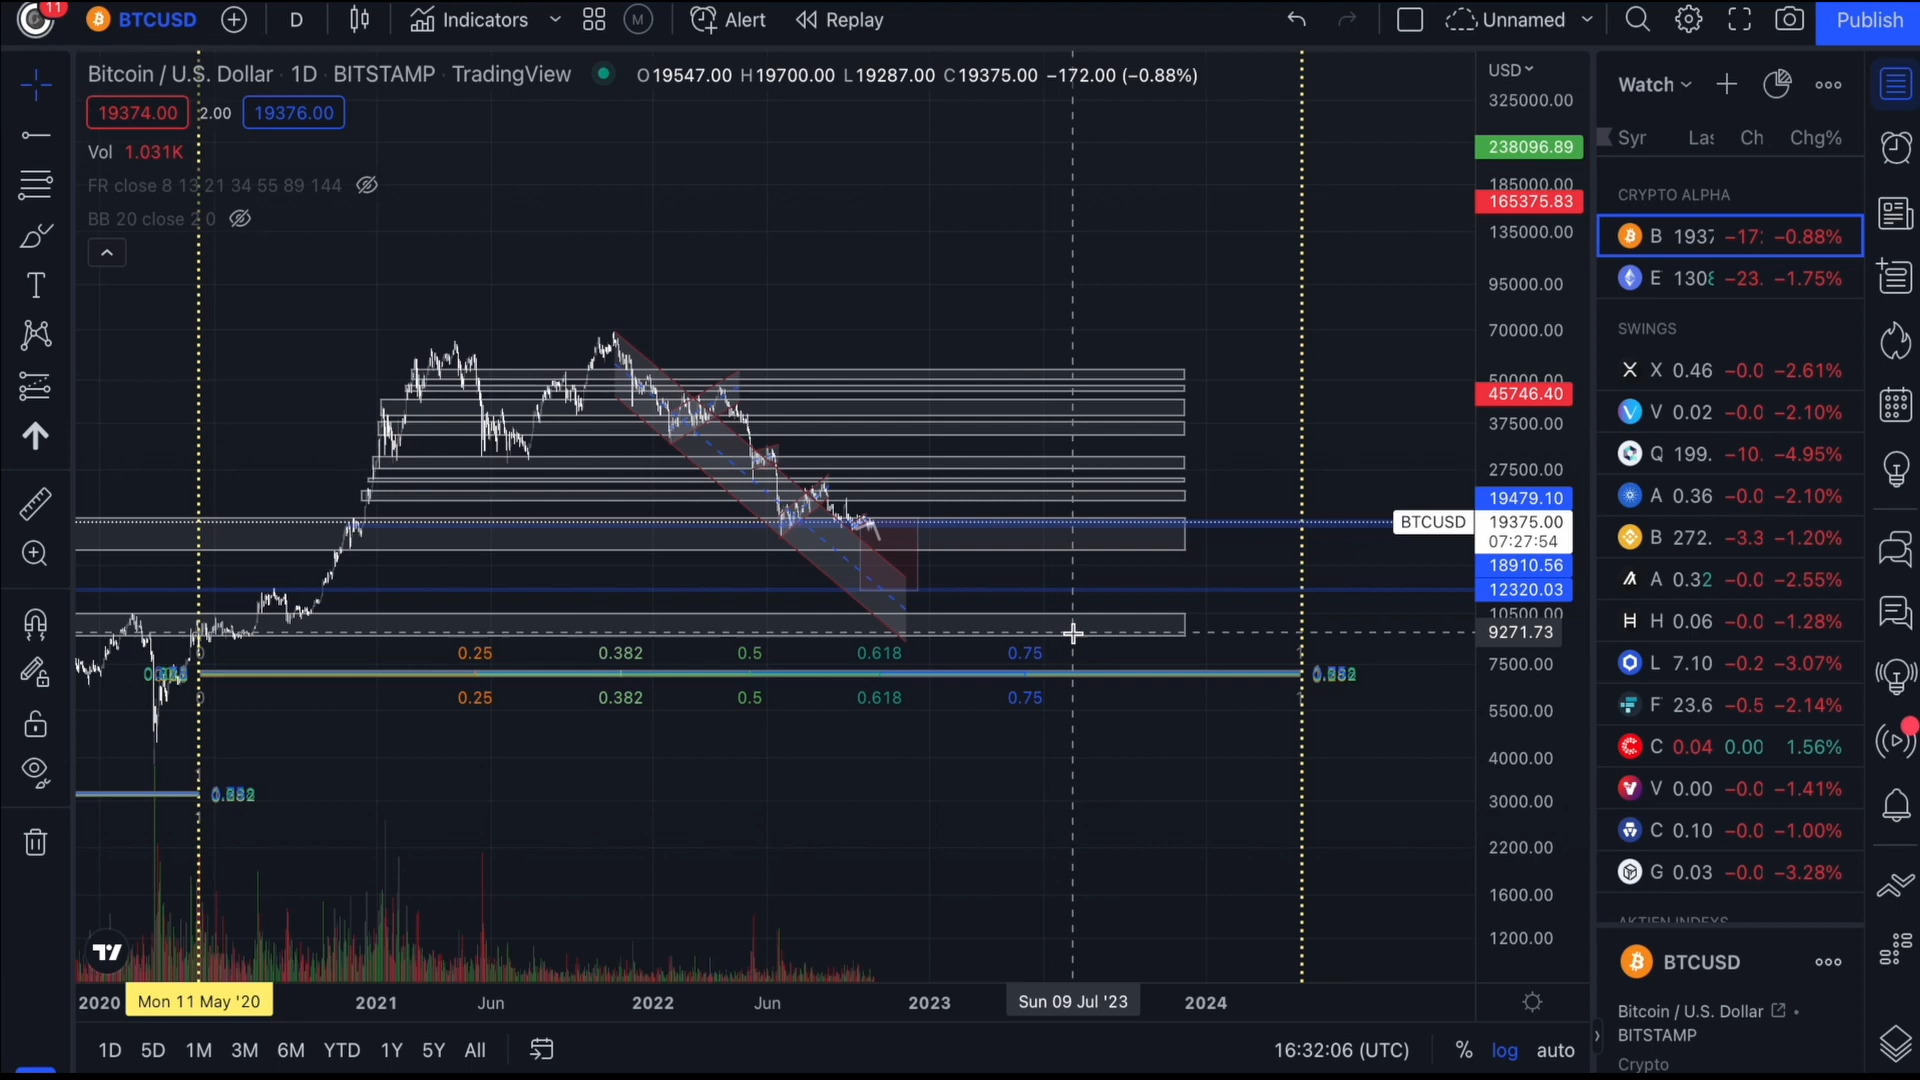 11
BTCUSD
D
Indicators
M
Alert
Replay
Unnamed
Publish
Bitcoin / U.S. Dollar · 1D · BITSTAMP · TradingView
O19547.00 H19700.00 L19287.00 C19375.00 −172.00 (−0.88%)
19374.00
2.00
19376.00
Vol 1.031K
FR close 8 13 21 34 55 89 144
BB 20 close 2 0
USD
325000.00
238096.89
185000.00
165375.83
135000.00
95000.00
70000.00
50000.00
45746.40
37500.00
27500.00
19479.10
BTCUSD
19375.00
07:27:54
18910.56
12320.03
10500.00
9271.73
7500.00
5500.00
4000.00
3000.00
2200.00
1600.00
1200.00
0 0.25 0.382 0.5 0.618 0.75
0 0.25 0.382 0.5 0.618 0.75 1
2020
Mon 11 May '20
2021
Jun
2022
Jun
2023
Sun 09 Jul '23
2024
1D 5D 1M 3M 6M YTD 1Y 5Y All
16:32:06 (UTC)
%
log
auto
Watch
Syr Las Ch Chg%
CRYPTO ALPHA
B 1937 −17: −0.88%
E 1308 −23. −1.75%
SWINGS
X 0.46 −0.0 −2.61%
V 0.02 −0.0 −2.10%
Q 199. −10. −4.95%
A 0.36 −0.0 −2.10%
B 272. −3.3 −1.20%
A 0.32 −0.0 −2.55%
H 0.06 −0.0 −1.28%
L 7.10 −0.2 −3.07%
F 23.6 −0.5 −2.14%
C 0.04 0.00 1.56%
V 0.00 −0.0 −1.41%
C 0.10 −0.0 −1.00%
G 0.03 −0.0 −3.28%
AKTIEN INDEXS
BTCUSD
Bitcoin / U.S. Dollar
BITSTAMP
Crypto